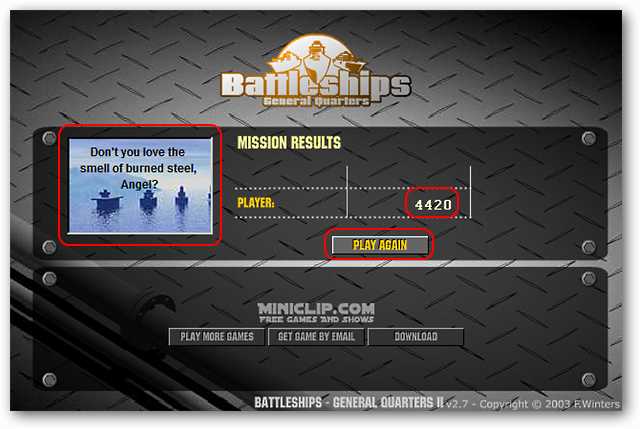 Battleships
General Quarters
Don't you love the
smell of burned steel,
Angel?
MISSION RESULTS
PLAYER:
4420
PLAY AGAIN
MINICLIP.COM
FREE GAMES AND SHOWS
PLAY MORE GAMES
GET GAME BY EMAIL
DOWNLOAD
BATTLESHIPS - GENERAL QUARTERS II v2.7 - Copyright © 2003 F.Winters